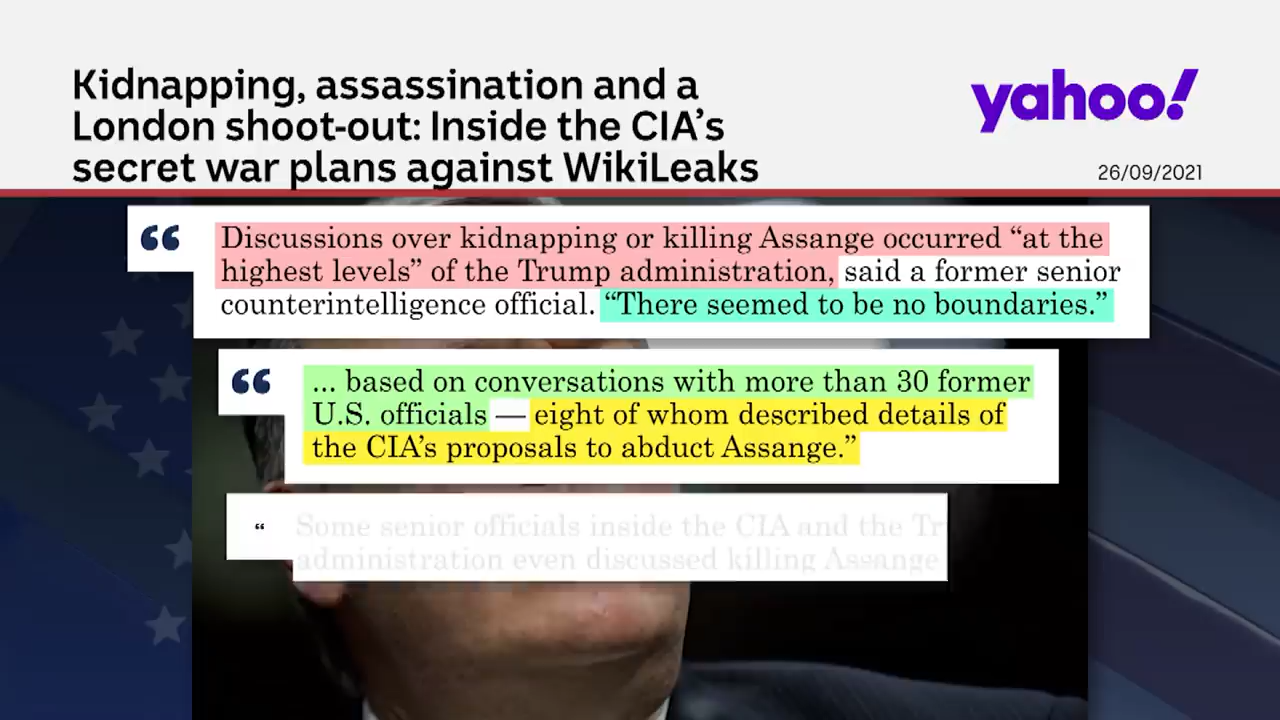 Kidnapping, assassination and a
London shoot-out: Inside the CIA’s
secret war plans against WikiLeaks
yahoo!
26/09/2021
“ Discussions over kidnapping or killing Assange occurred “at the
highest levels” of the Trump administration, said a former senior
counterintelligence official. “There seemed to be no boundaries.”
“ ... based on conversations with more than 30 former
U.S. officials — eight of whom described details of
the CIA’s proposals to abduct Assange.”
“ Some senior officials inside the CIA and the Tr
administration even discussed killing Assange